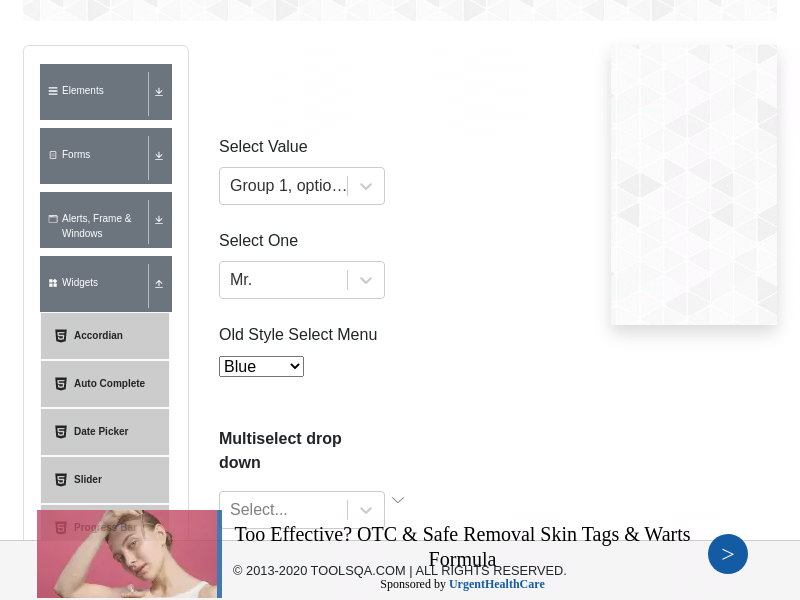 Elements
Forms
Alerts, Frame &
Windows
Widgets
Accordian
Auto Complete
Date Picker
Slider
Progress Bar
Select Value
Group 1, optio...
Select One
Mr.
Old Style Select Menu
Blue
Multiselect drop
down
Select...
Too Effective? OTC & Safe Removal Skin Tags & Warts
Formula
© 2013-2020 TOOLSQA.COM | ALL RIGHTS RESERVED.
Sponsored by UrgentHealthCare
>